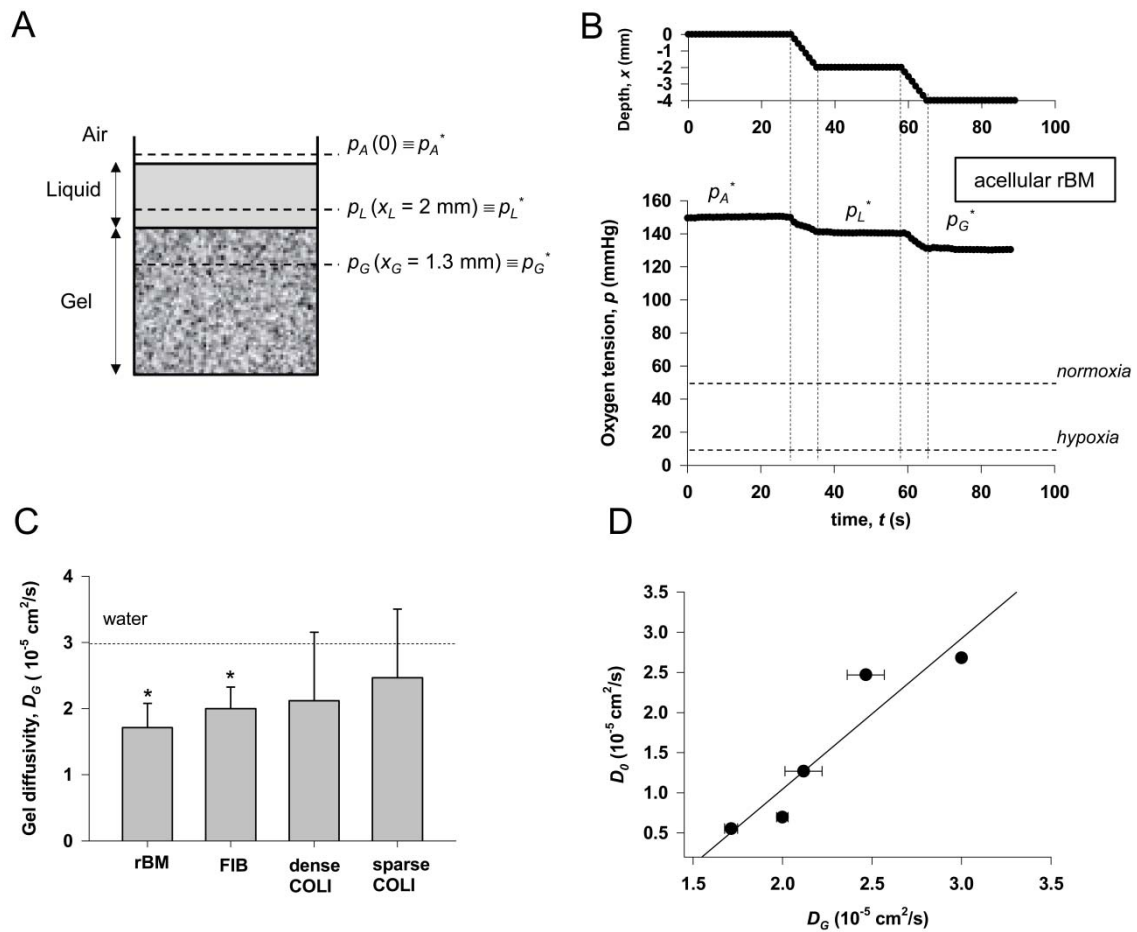 A
Air
Liquid
Gel
p_A (0) ≡ p_A^*
p_L (x_L = 2 mm) ≡ p_L^*
p_G (x_G = 1.3 mm) ≡ p_G^*
B
Depth, x (mm)
0
-1
-2
-3
-4
0 20 40 60 80 100
acellular rBM
Oxygen tension, p (mmHg)
160
140
120
100
80
60
40
20
0
p_A^* p_L^* p_G^*
normoxia
hypoxia
0 20 40 60 80 100
time, t (s)
C
Gel diffusivity, D_G ( 10^-5 cm^2/s)
4
3
2
1
0
water
* *
rBM FIB dense COLI sparse COLI
D
D_0 (10^-5 cm^2/s)
3.5
3.0
2.5
2.0
1.5
1.0
0.5
1.5 2.0 2.5 3.0 3.5
D_G (10^-5 cm^2/s)